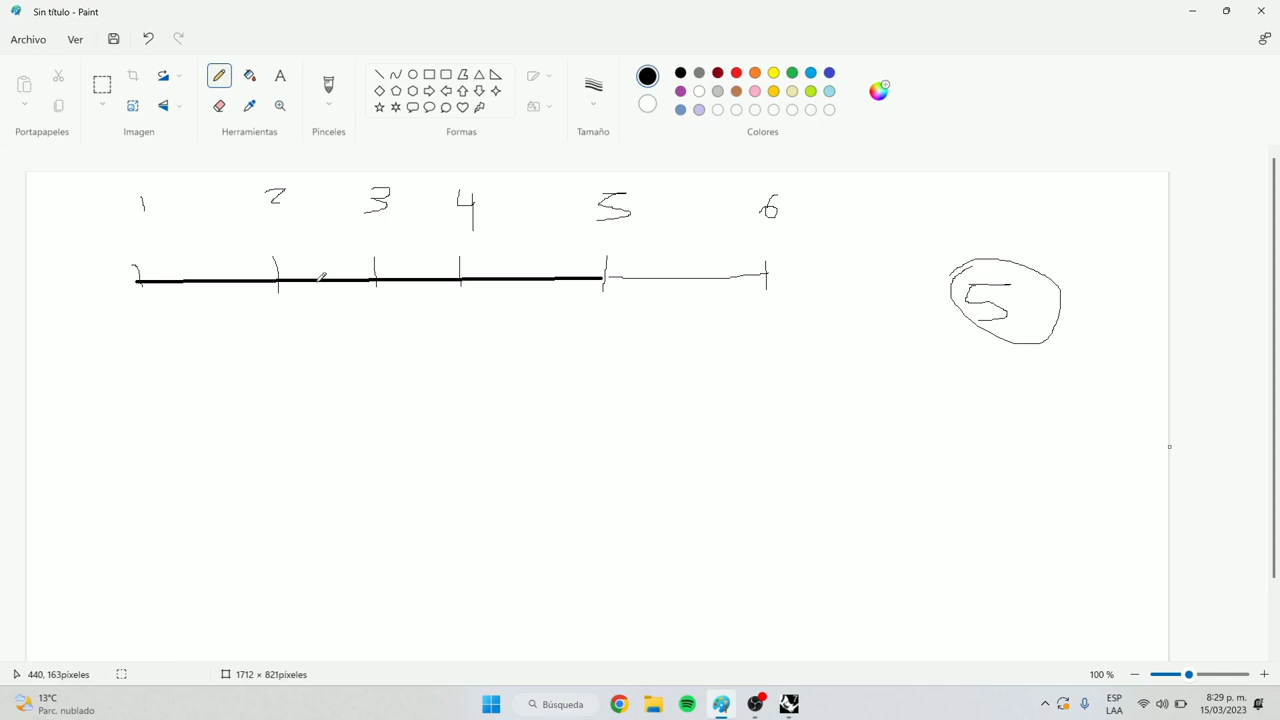 Sin título - Paint
Archivo Ver
Portapapeles Imagen Herramientas Pinceles Formas Tamaño Colores
1 2 3 4 5 6
5
440, 163píxeles 1712 × 821píxeles 100 %
13°C
Parc. nublado
Búsqueda
ESP
LAA
8:29 p. m.
15/03/2023